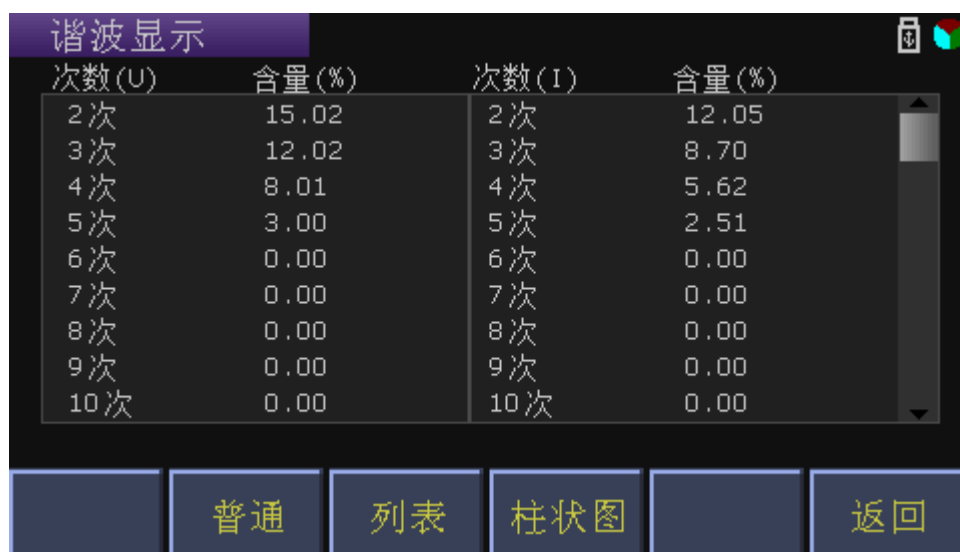 谐波显示
次数(U) 含量(%) 次数(I) 含量(%)
2次 15.02 2次 12.05
3次 12.02 3次 8.70
4次 8.01 4次 5.62
5次 3.00 5次 2.51
6次 0.00 6次 0.00
7次 0.00 7次 0.00
8次 0.00 8次 0.00
9次 0.00 9次 0.00
10次 0.00 10次 0.00
普通 列表 柱状图 返回